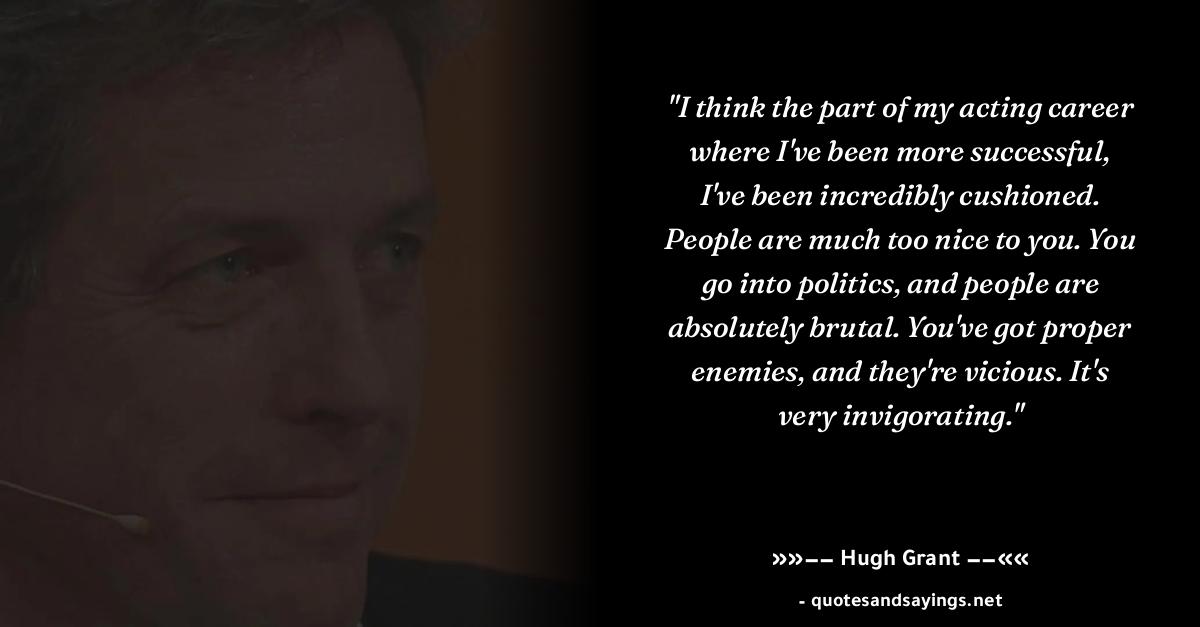 "I think the part of my acting career
where I've been more successful,
I've been incredibly cushioned.
People are much too nice to you. You
go into politics, and people are
absolutely brutal. You've got proper
enemies, and they're vicious. It's
very invigorating."
»»−− Hugh Grant −−««
- quotesandsayings.net